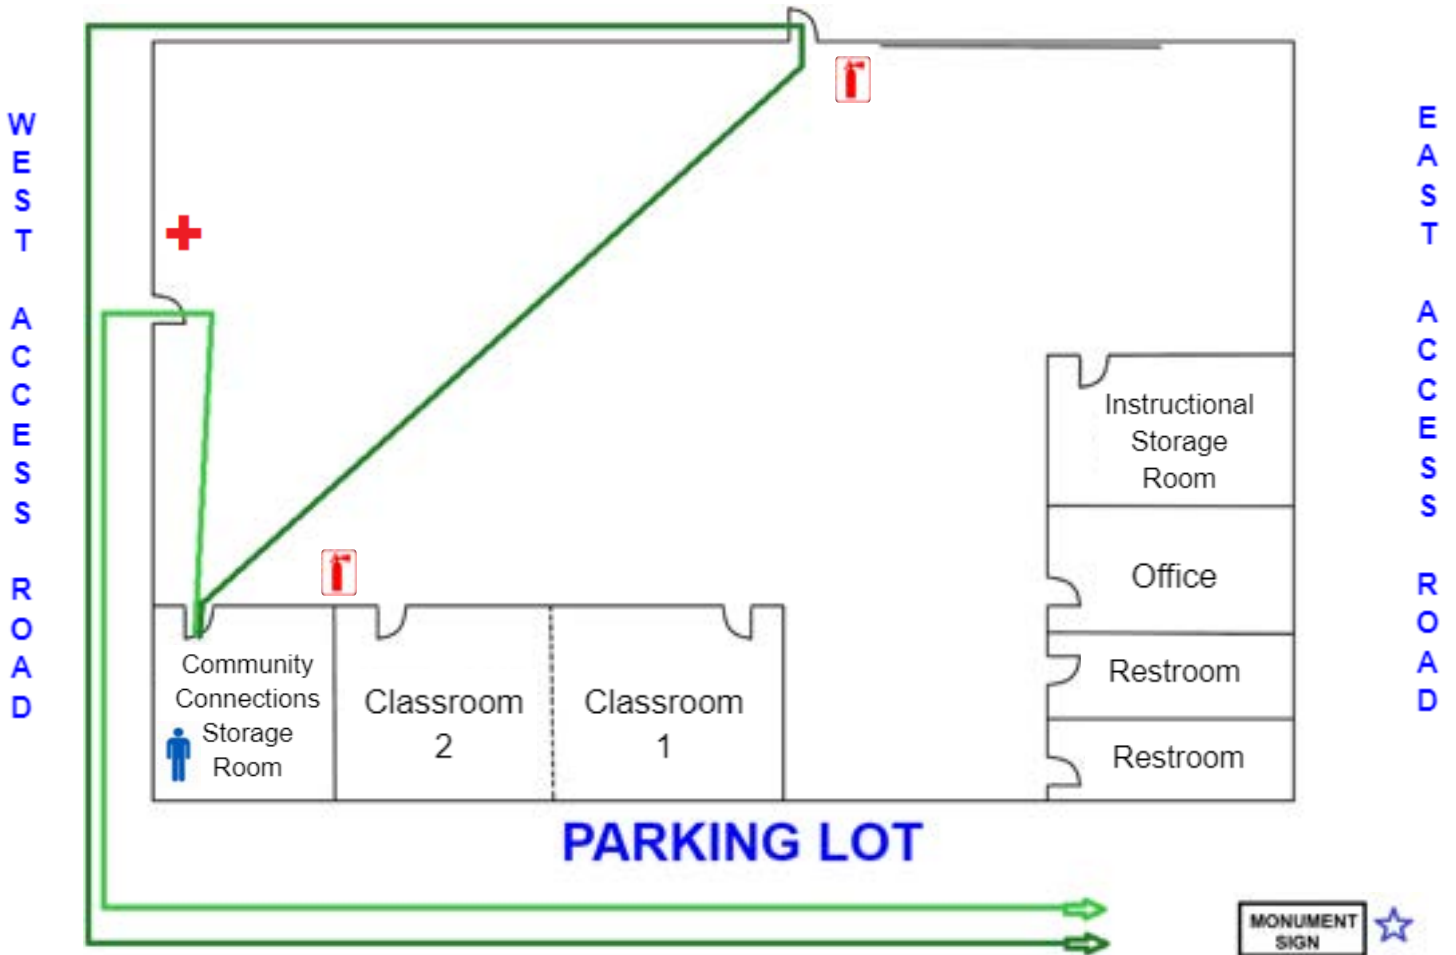 WEST ACCESS ROAD
EAST ACCESS ROAD
Instructional
Storage
Room
Office
Restroom
Restroom
Community
Connections
Storage
Room
Classroom
2
Classroom
1
PARKING LOT
MONUMENT
SIGN